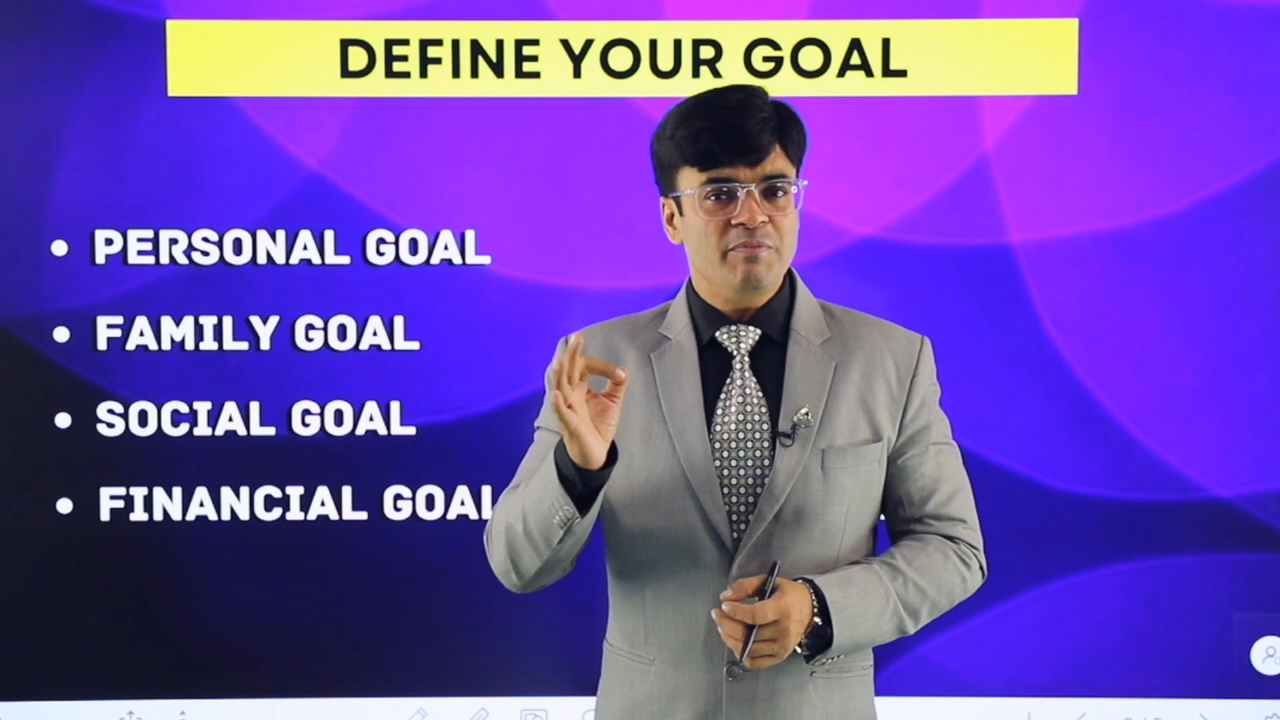 DEFINE YOUR GOAL
• PERSONAL GOAL
• FAMILY GOAL
• SOCIAL GOAL
• FINANCIAL GOAL